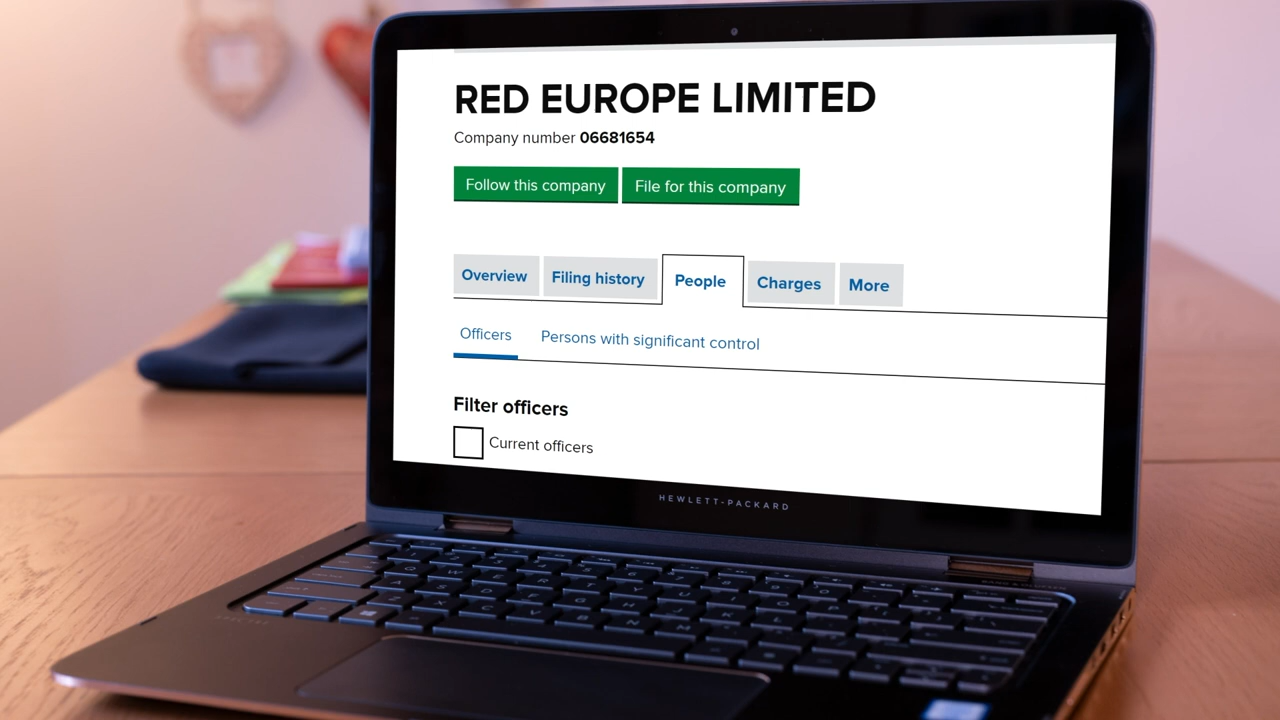 RED EUROPE LIMITED
Company number 06681654
Follow this company File for this company
Overview Filing history People Charges More
Officers Persons with significant control
Filter officers
Current officers
HEWLETT-PACKARD